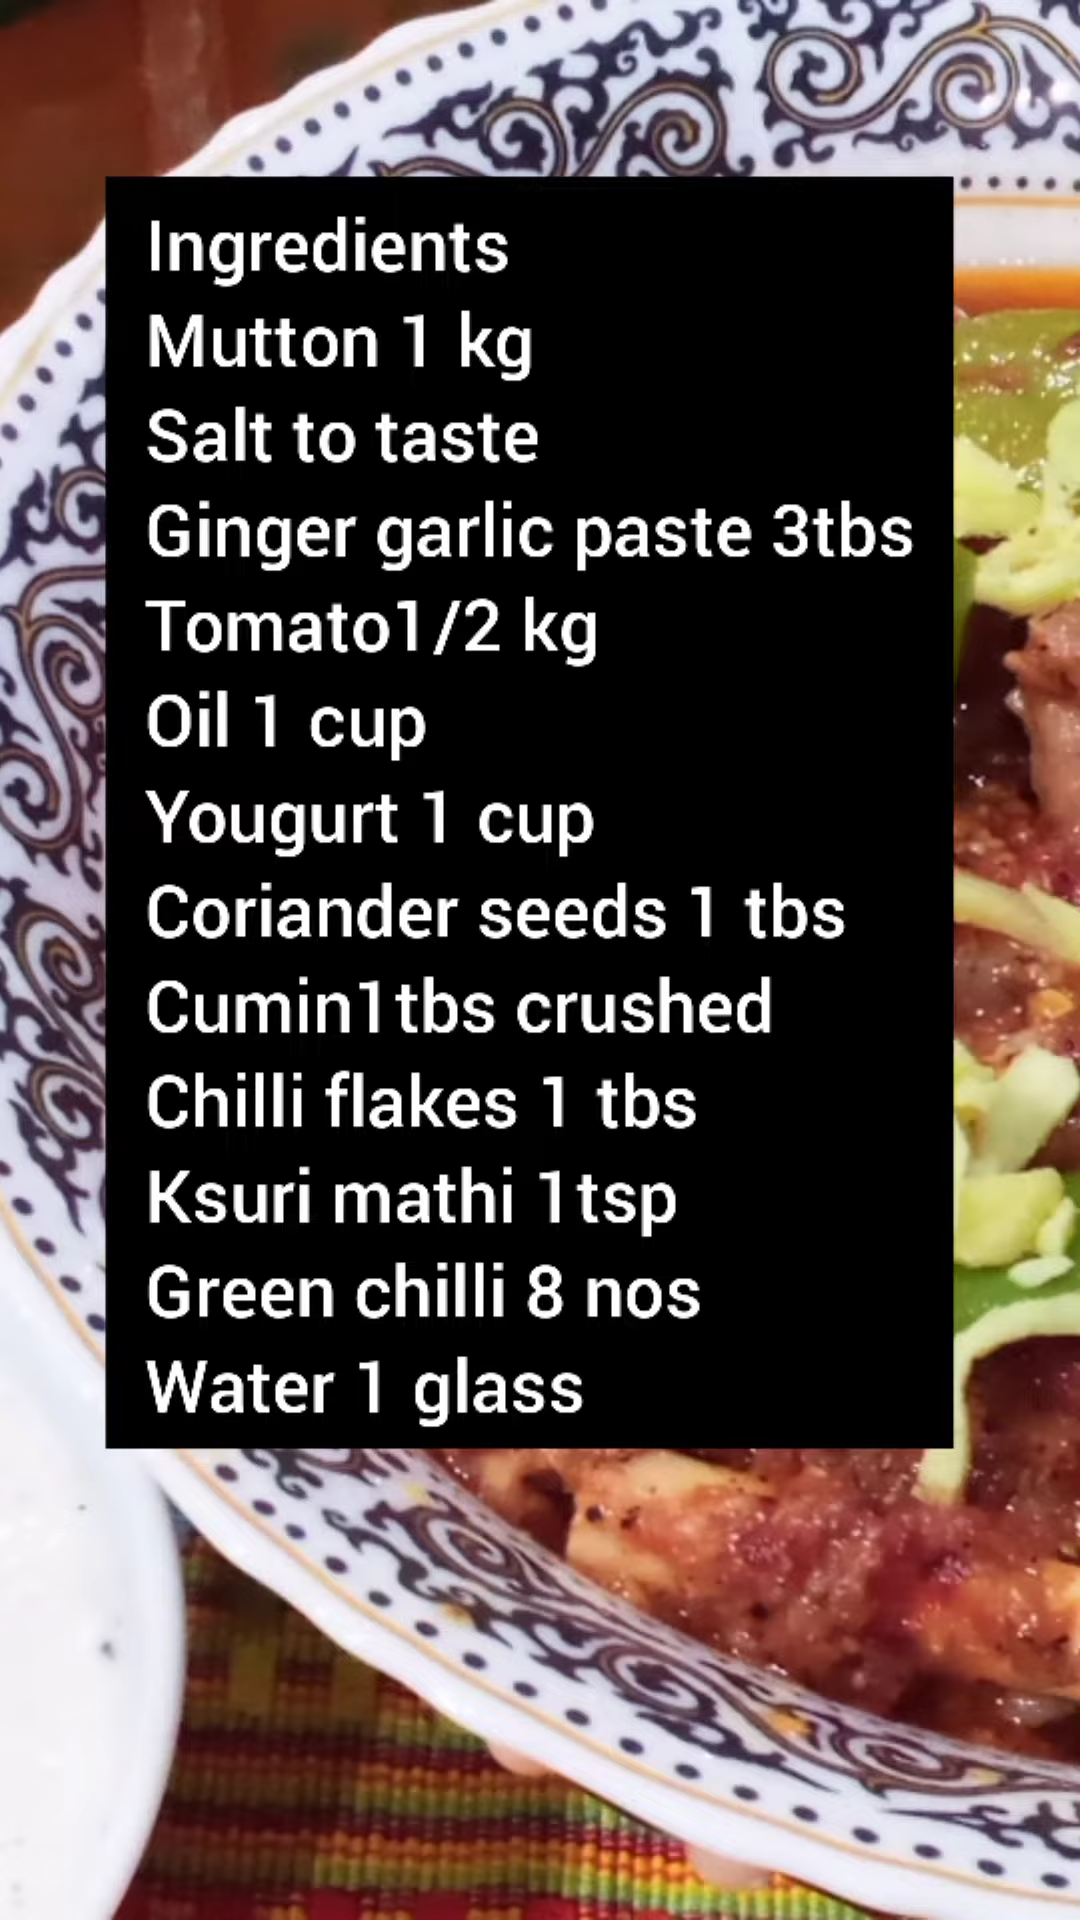 Ingredients
Mutton 1 kg
Salt to taste
Ginger garlic paste 3tbs
Tomato1/2 kg
Oil 1 cup
Yougurt 1 cup
Coriander seeds 1 tbs
Cumin1tbs crushed
Chilli flakes 1 tbs
Ksuri mathi 1tsp
Green chilli 8 nos
Water 1 glass